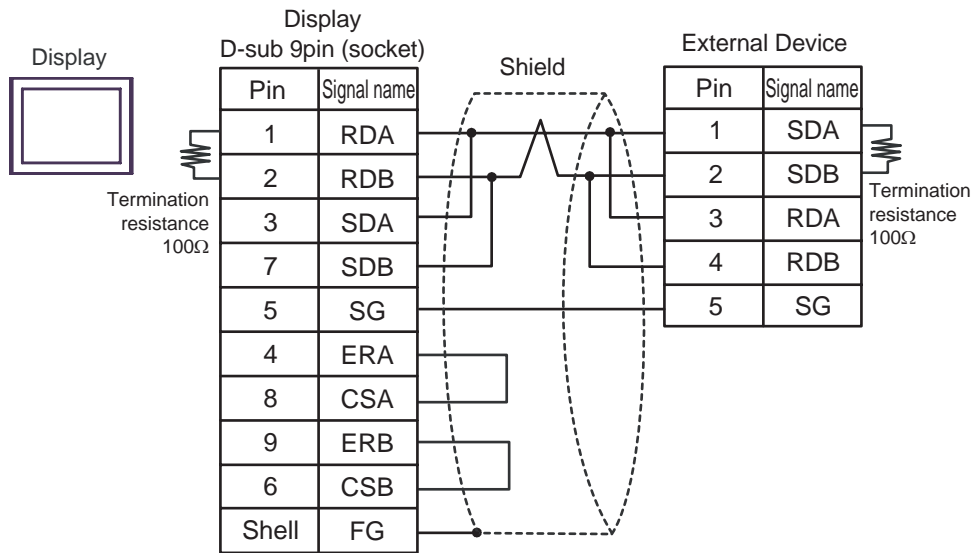 Display
Display
D-sub 9pin (socket)
Pin Signal name
1 RDA
2 RDB
3 SDA
7 SDB
5 SG
4 ERA
8 CSA
9 ERB
6 CSB
Shell FG
Termination
resistance
100Ω
Shield
External Device
Pin Signal name
1 SDA
2 SDB
3 RDA
4 RDB
5 SG
Termination
resistance
100Ω